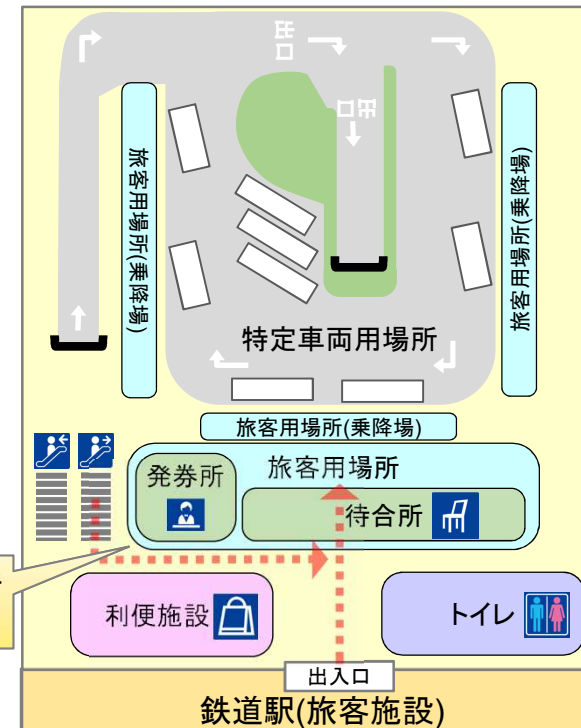 出口
出口
旅客用場所(乗降場)
旅客用場所(乗降場)
特定車両用場所
旅客用場所(乗降場)
発券所
旅客用場所
待合所
利便施設
トイレ
出入口
鉄道駅(旅客施設)